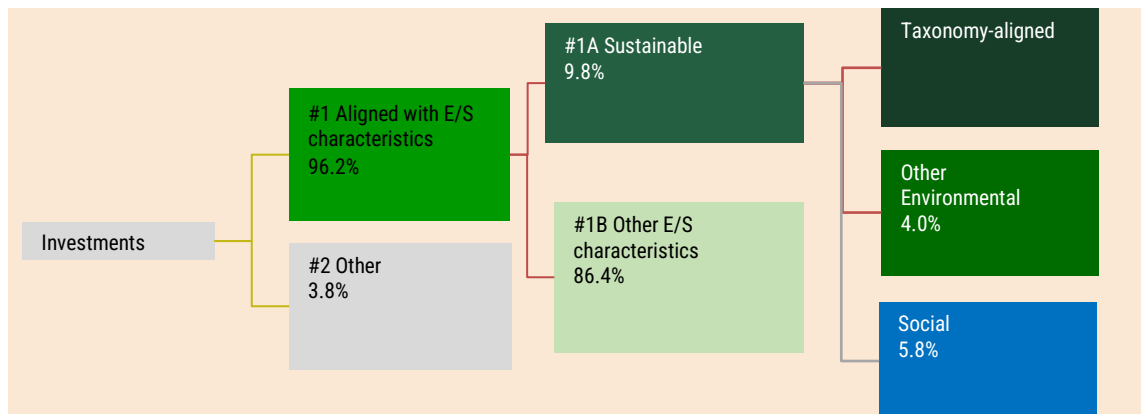 Investments
#1 Aligned with E/S
characteristics
96.2%
#2 Other
3.8%
#1A Sustainable
9.8%
#1B Other E/S
characteristics
86.4%
Taxonomy-aligned
Other
Environmental
4.0%
Social
5.8%